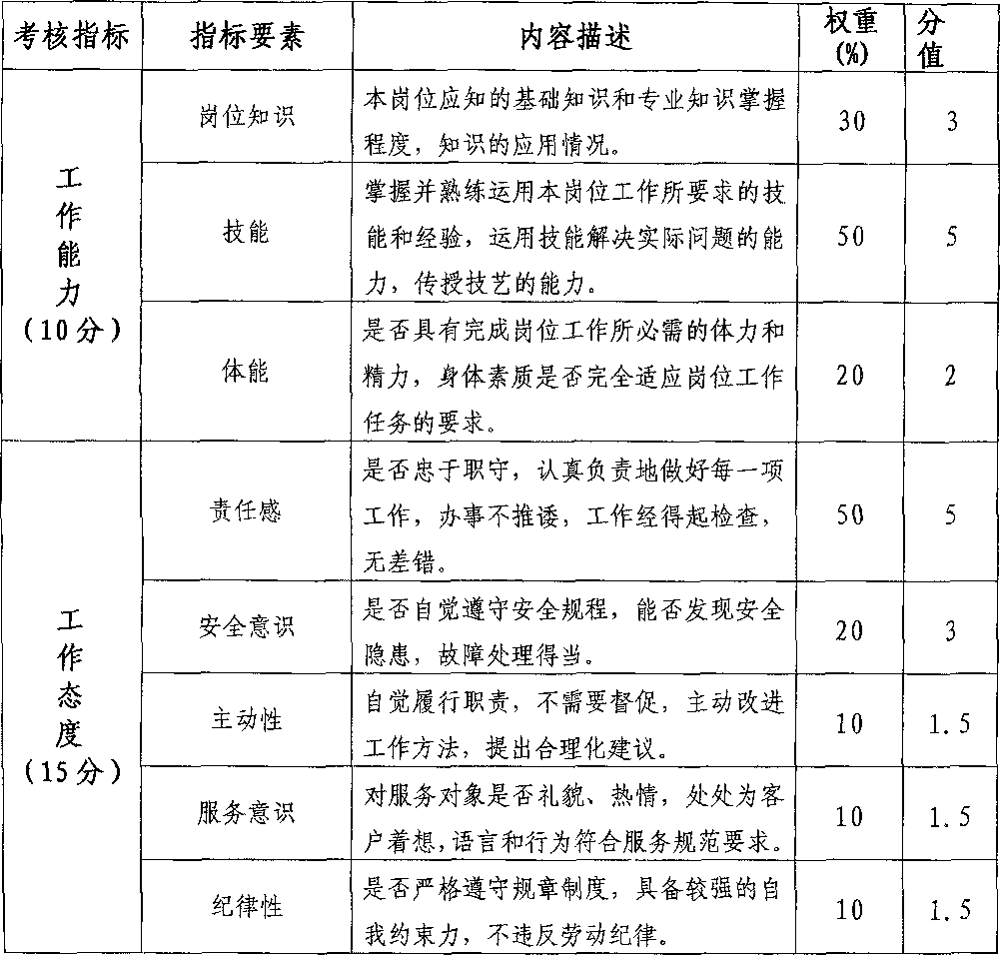 考核指标 指标要素 内容描述 权重(%) 分值
工作能力(10分)
岗位知识
本岗位应知的基础知识和专业知识掌握
程度，知识的应用情况。
30 3
技能
掌握并熟练运用本岗位工作所要求的技
能和经验，运用技能解决实际问题的能
力，传授技艺的能力。
50 5
体能
是否具有完成岗位工作所必需的体力和
精力，身体素质是否完全适应岗位工作
任务的要求。
20 2
工作态度(15分)
责任感
是否忠于职守，认真负责地做好每一项
工作，办事不推诿，工作经得起检查，
无差错。
50 5
安全意识
是否自觉遵守安全规程，能否发现安全
隐患，故障处理得当。
20 3
主动性
自觉履行职责，不需要督促，主动改进
工作方法，提出合理化建议。
10 1.5
服务意识
对服务对象是否礼貌、热情，处处为客
户着想，语言和行为符合服务规范要求。
10 1.5
纪律性
是否严格遵守规章制度，具备较强的自
我约束力，不违反劳动纪律。
10 1.5